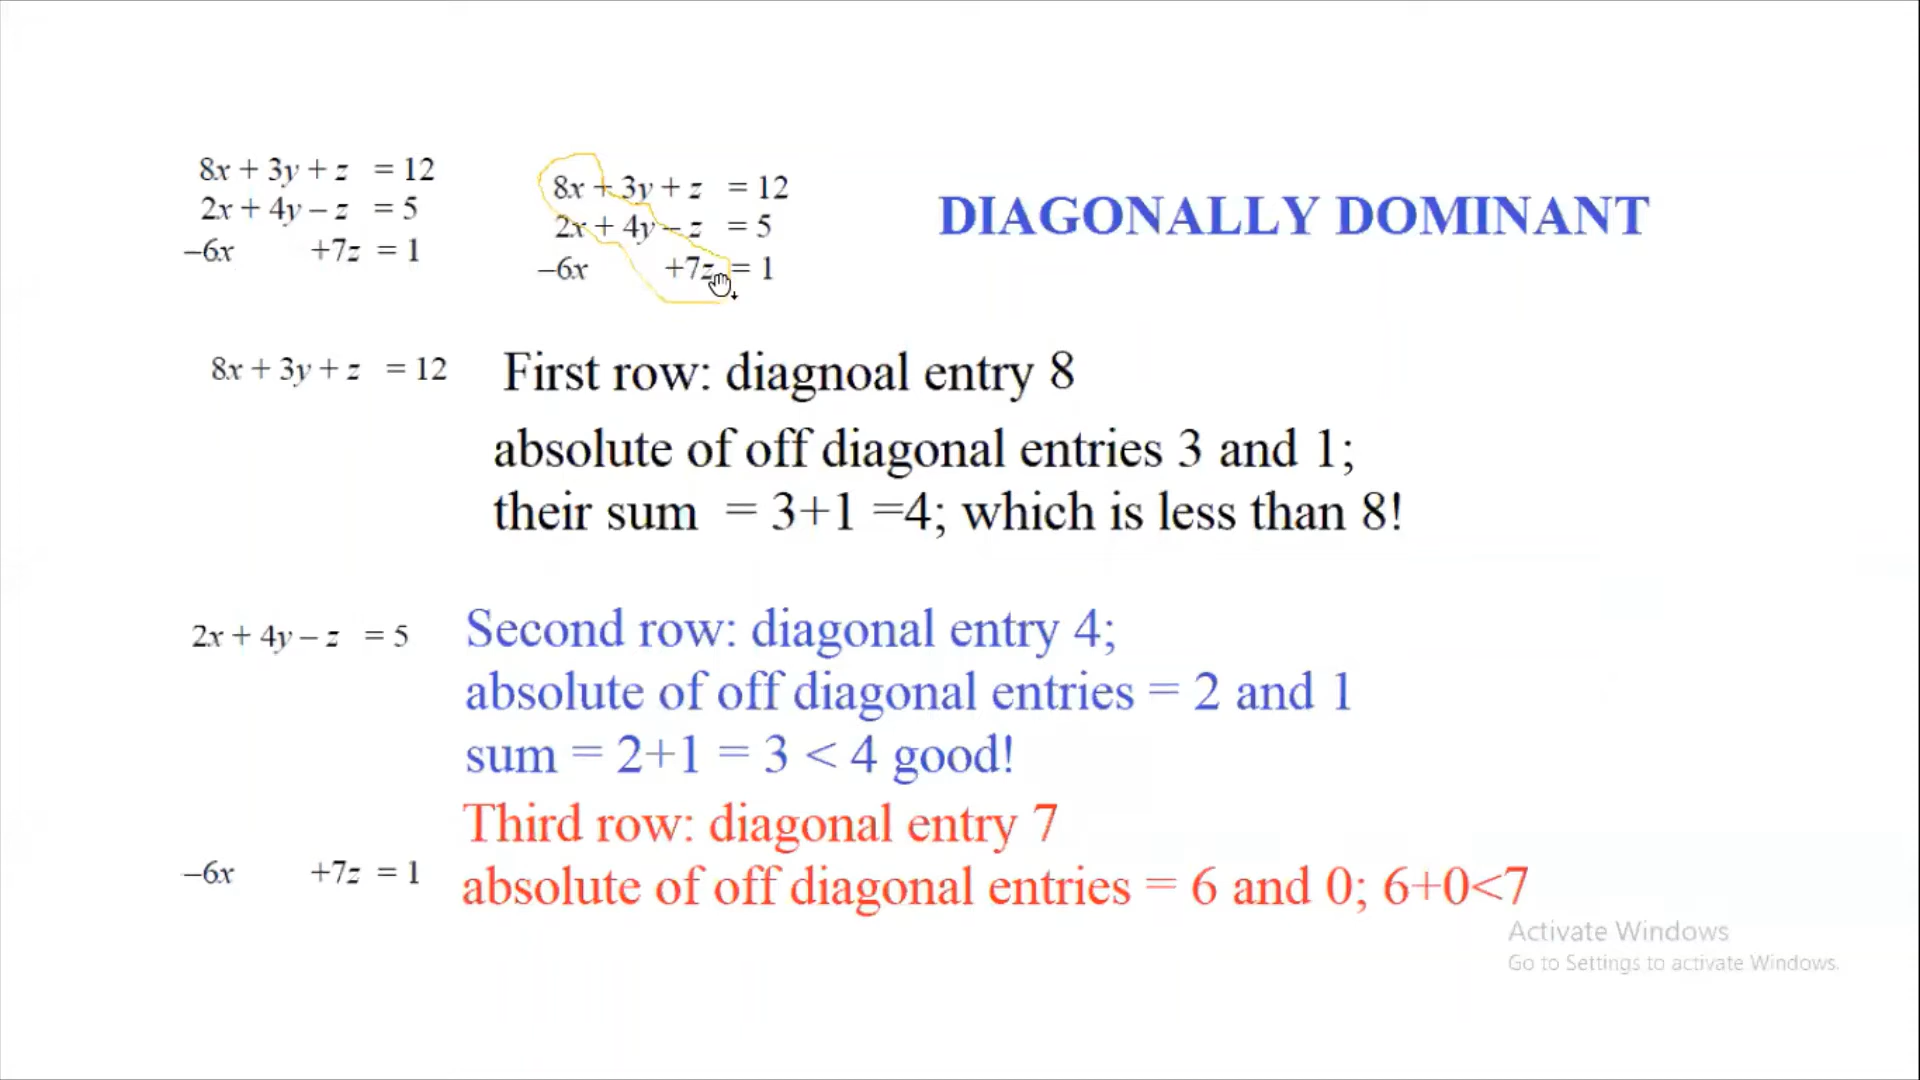 8x + 3y + z = 12
2x + 4y – z = 5
–6x +7z = 1
8x + 3y + z = 12
2x + 4y – z = 5
–6x +7z = 1
DIAGONALLY DOMINANT
8x + 3y + z = 12
First row: diagnoal entry 8
absolute of off diagonal entries 3 and 1;
their sum = 3+1 =4; which is less than 8!
2x + 4y – z = 5
Second row: diagonal entry 4;
absolute of off diagonal entries = 2 and 1
sum = 2+1 = 3 < 4 good!
–6x +7z = 1
Third row: diagonal entry 7
absolute of off diagonal entries = 6 and 0; 6+0<7
Activate Windows
Go to Settings to activate Windows.